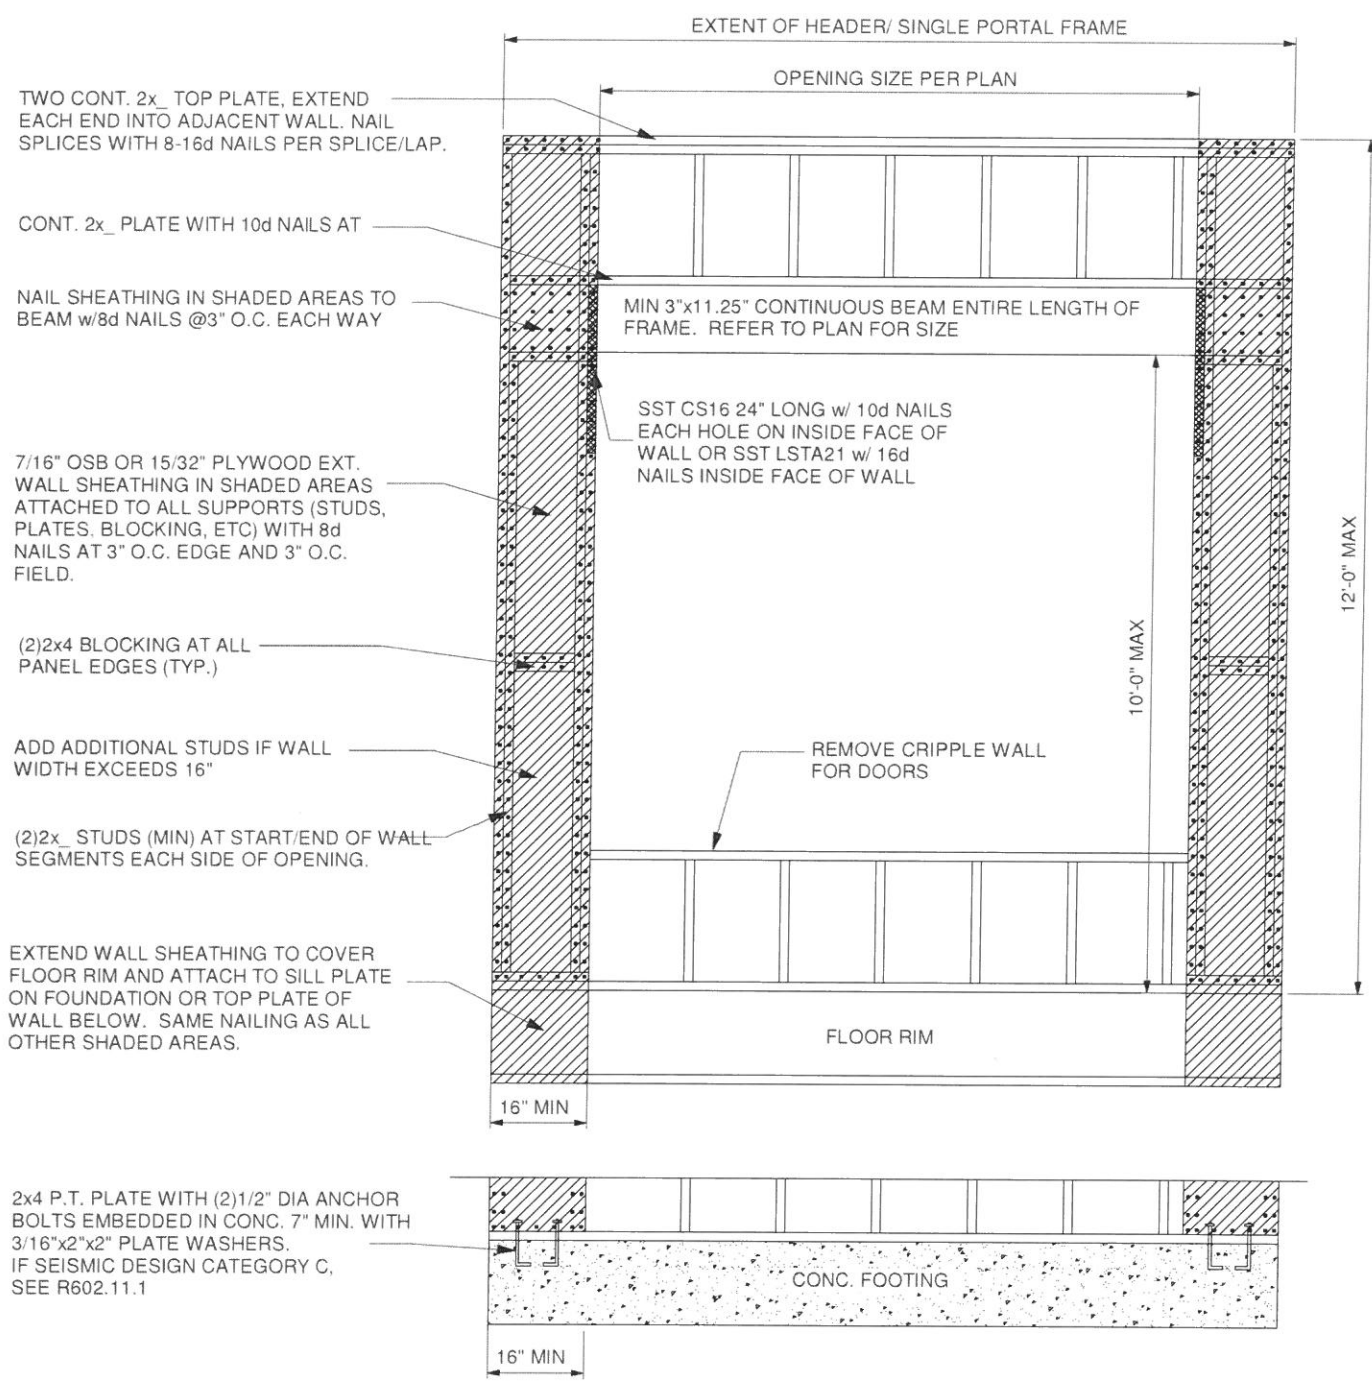 EXTENT OF HEADER/ SINGLE PORTAL FRAME
OPENING SIZE PER PLAN
TWO CONT. 2x_ TOP PLATE, EXTEND
EACH END INTO ADJACENT WALL. NAIL
SPLICES WITH 8-16d NAILS PER SPLICE/LAP.
CONT. 2x_ PLATE WITH 10d NAILS AT
NAIL SHEATHING IN SHADED AREAS TO
BEAM w/8d NAILS @3" O.C. EACH WAY
MIN 3"x11.25" CONTINUOUS BEAM ENTIRE LENGTH OF
FRAME. REFER TO PLAN FOR SIZE
SST CS16 24" LONG w/ 10d NAILS
EACH HOLE ON INSIDE FACE OF
WALL OR SST LSTA21 w/ 16d
NAILS INSIDE FACE OF WALL
7/16" OSB OR 15/32" PLYWOOD EXT.
WALL SHEATHING IN SHADED AREAS
ATTACHED TO ALL SUPPORTS (STUDS,
PLATES, BLOCKING, ETC) WITH 8d
NAILS AT 3" O.C. EDGE AND 3" O.C.
FIELD.
12'-0" MAX
10'-0" MAX
(2)2x4 BLOCKING AT ALL
PANEL EDGES (TYP.)
ADD ADDITIONAL STUDS IF WALL
WIDTH EXCEEDS 16"
REMOVE CRIPPLE WALL
FOR DOORS
(2)2x_ STUDS (MIN) AT START/END OF WALL
SEGMENTS EACH SIDE OF OPENING.
EXTEND WALL SHEATHING TO COVER
FLOOR RIM AND ATTACH TO SILL PLATE
ON FOUNDATION OR TOP PLATE OF
WALL BELOW. SAME NAILING AS ALL
OTHER SHADED AREAS.
FLOOR RIM
16" MIN
2x4 P.T. PLATE WITH (2)1/2" DIA ANCHOR
BOLTS EMBEDDED IN CONC. 7" MIN. WITH
3/16"x2"x2" PLATE WASHERS.
IF SEISMIC DESIGN CATEGORY C,
SEE R602.11.1
CONC. FOOTING
16" MIN